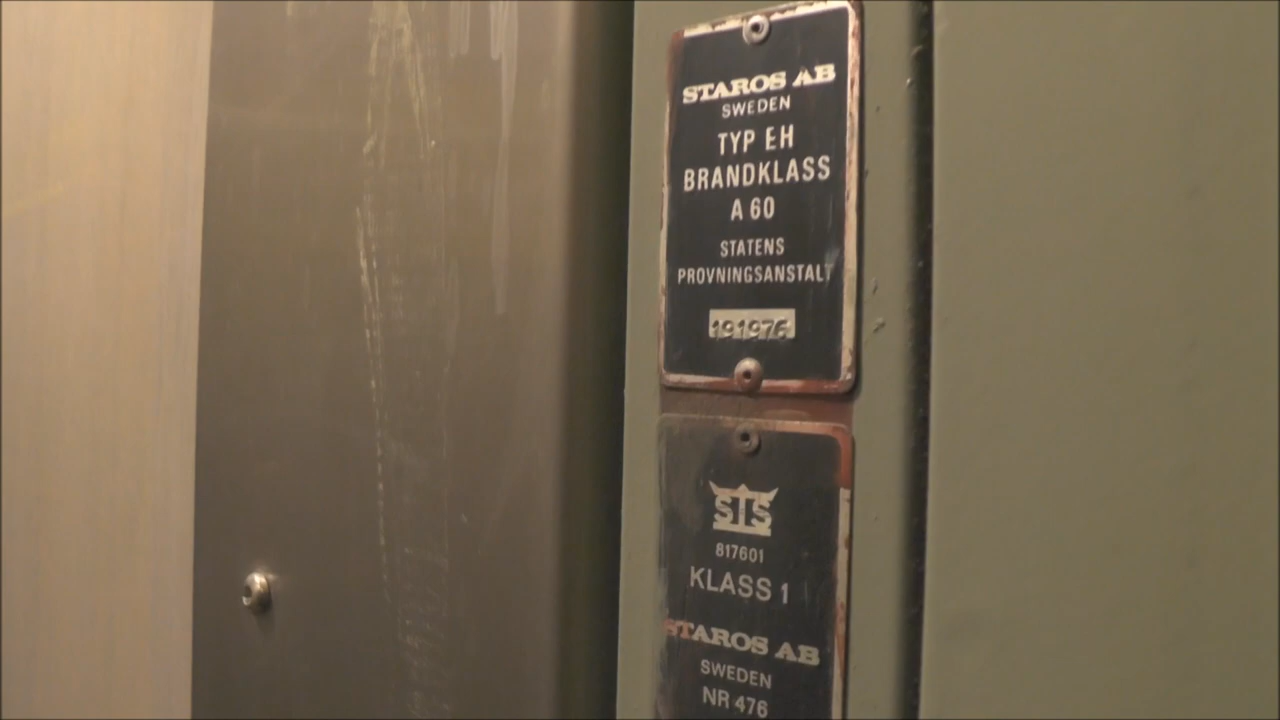 STAROS AB
SWEDEN
TYP EH
BRANDKLASS
A 60
STATENS
PROVNINGSANSTALT
191976
SIS
817601
KLASS 1
STAROS AB
SWEDEN
NR 476